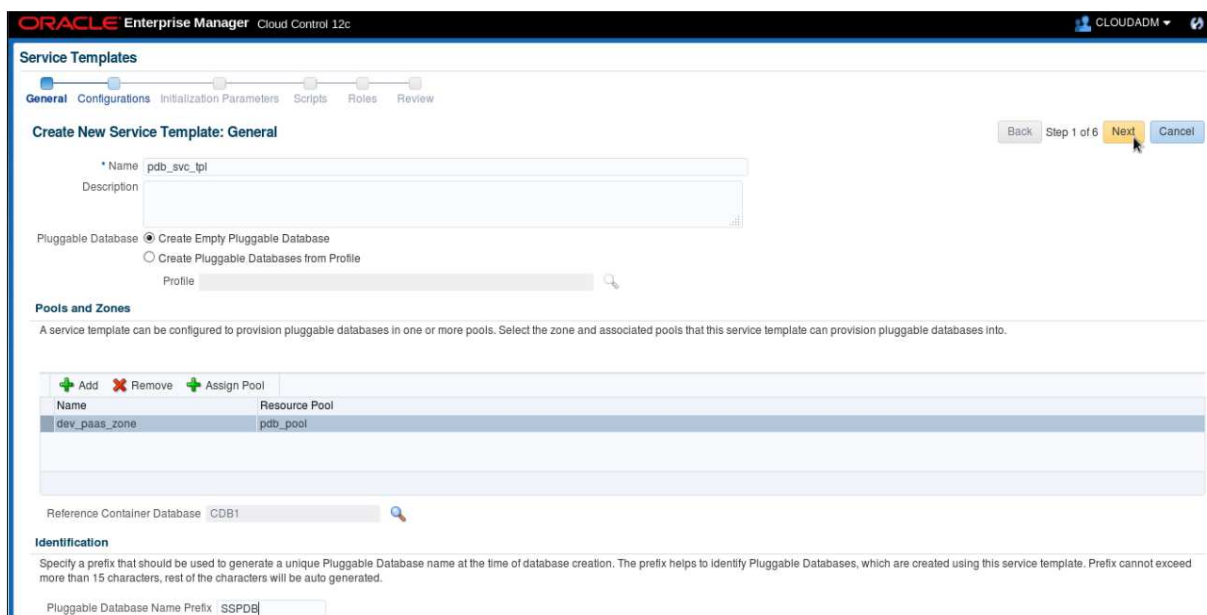 ORACLE Enterprise Manager Cloud Control 12c CLOUDADM
Service Templates
General Configurations Initialization Parameters Scripts Roles Review
Create New Service Template: General Back Step 1 of 6 Next Cancel
* Name pdb_svc_tpl
Description
Pluggable Database Create Empty Pluggable Database
Create Pluggable Databases from Profile
Profile
Pools and Zones
A service template can be configured to provision pluggable databases in one or more pools. Select the zone and associated pools that this service template can provision pluggable databases into.
Add Remove Assign Pool
Name Resource Pool
dev_paas_zone pdb_pool
Reference Container Database CDB1
Identification
Specify a prefix that should be used to generate a unique Pluggable Database name at the time of database creation. The prefix helps to identify Pluggable Databases, which are created using this service template. Prefix cannot exceed
more than 15 characters, rest of the characters will be auto generated.
Pluggable Database Name Prefix SSPDB